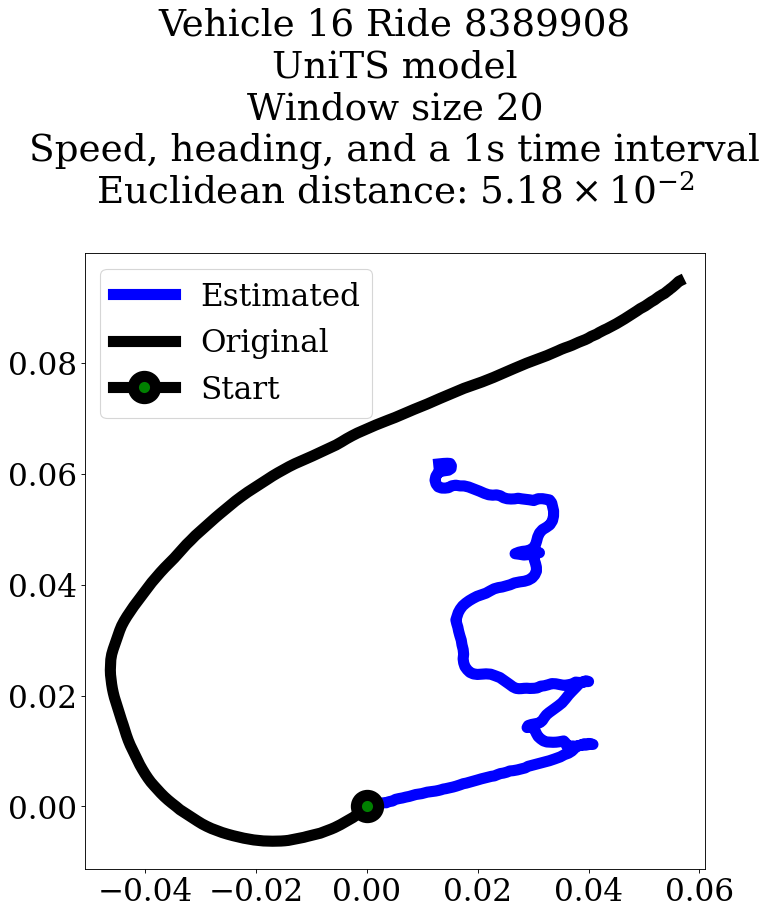 Vehicle 16 Ride 8389908
UniTS model
Window size 20
Speed, heading, and a 1s time interval
Euclidean distance: 5.18 × 10⁻²
Estimated
Original
Start
0.08
0.06
0.04
0.02
0.00
−0.04 −0.02 0.00 0.02 0.04 0.06